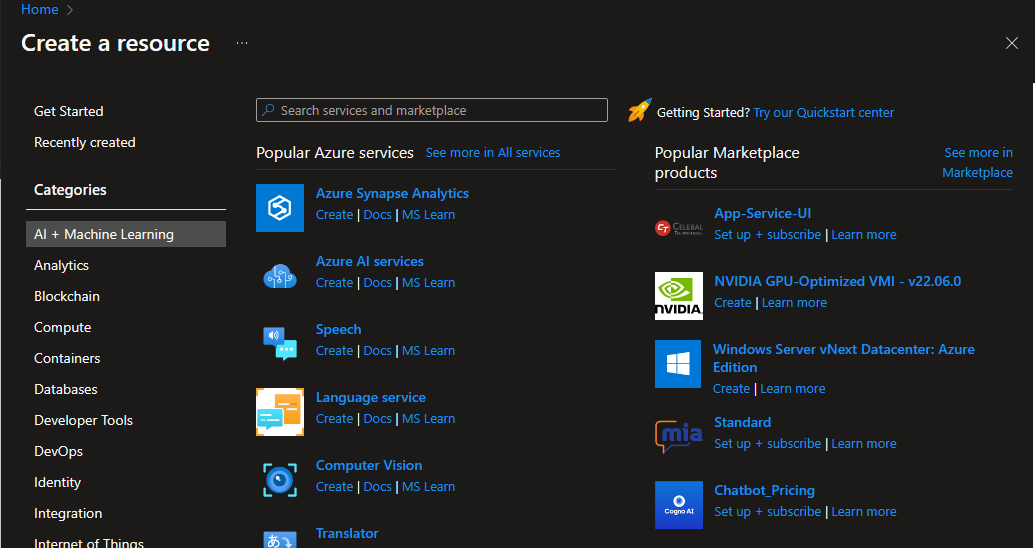 Home >
Create a resource ...
Get Started
Recently created
Categories
AI + Machine Learning
Analytics
Blockchain
Compute
Containers
Databases
Developer Tools
DevOps
Identity
Integration
Internet of Things
Search services and marketplace
Popular Azure services See more in All services
Azure Synapse Analytics
Create | Docs | MS Learn
Azure AI services
Create | Docs | MS Learn
Speech
Create | Docs | MS Learn
Language service
Create | Docs | MS Learn
Computer Vision
Create | Docs | MS Learn
あ
Translator
Getting Started? Try our Quickstart center
Popular Marketplace
products
See more in
Marketplace
CT CELEBAL
TECHNOLOGIES
App-Service-UI
Set up + subscribe | Learn more
NVIDIA
NVIDIA GPU-Optimized VMI - v22.06.0
Create | Learn more
Windows Server vNext Datacenter: Azure
Edition
Create | Learn more
mia
Standard
Set up + subscribe | Learn more
Cogno AI
Chatbot_Pricing
Set up + subscribe | Learn more